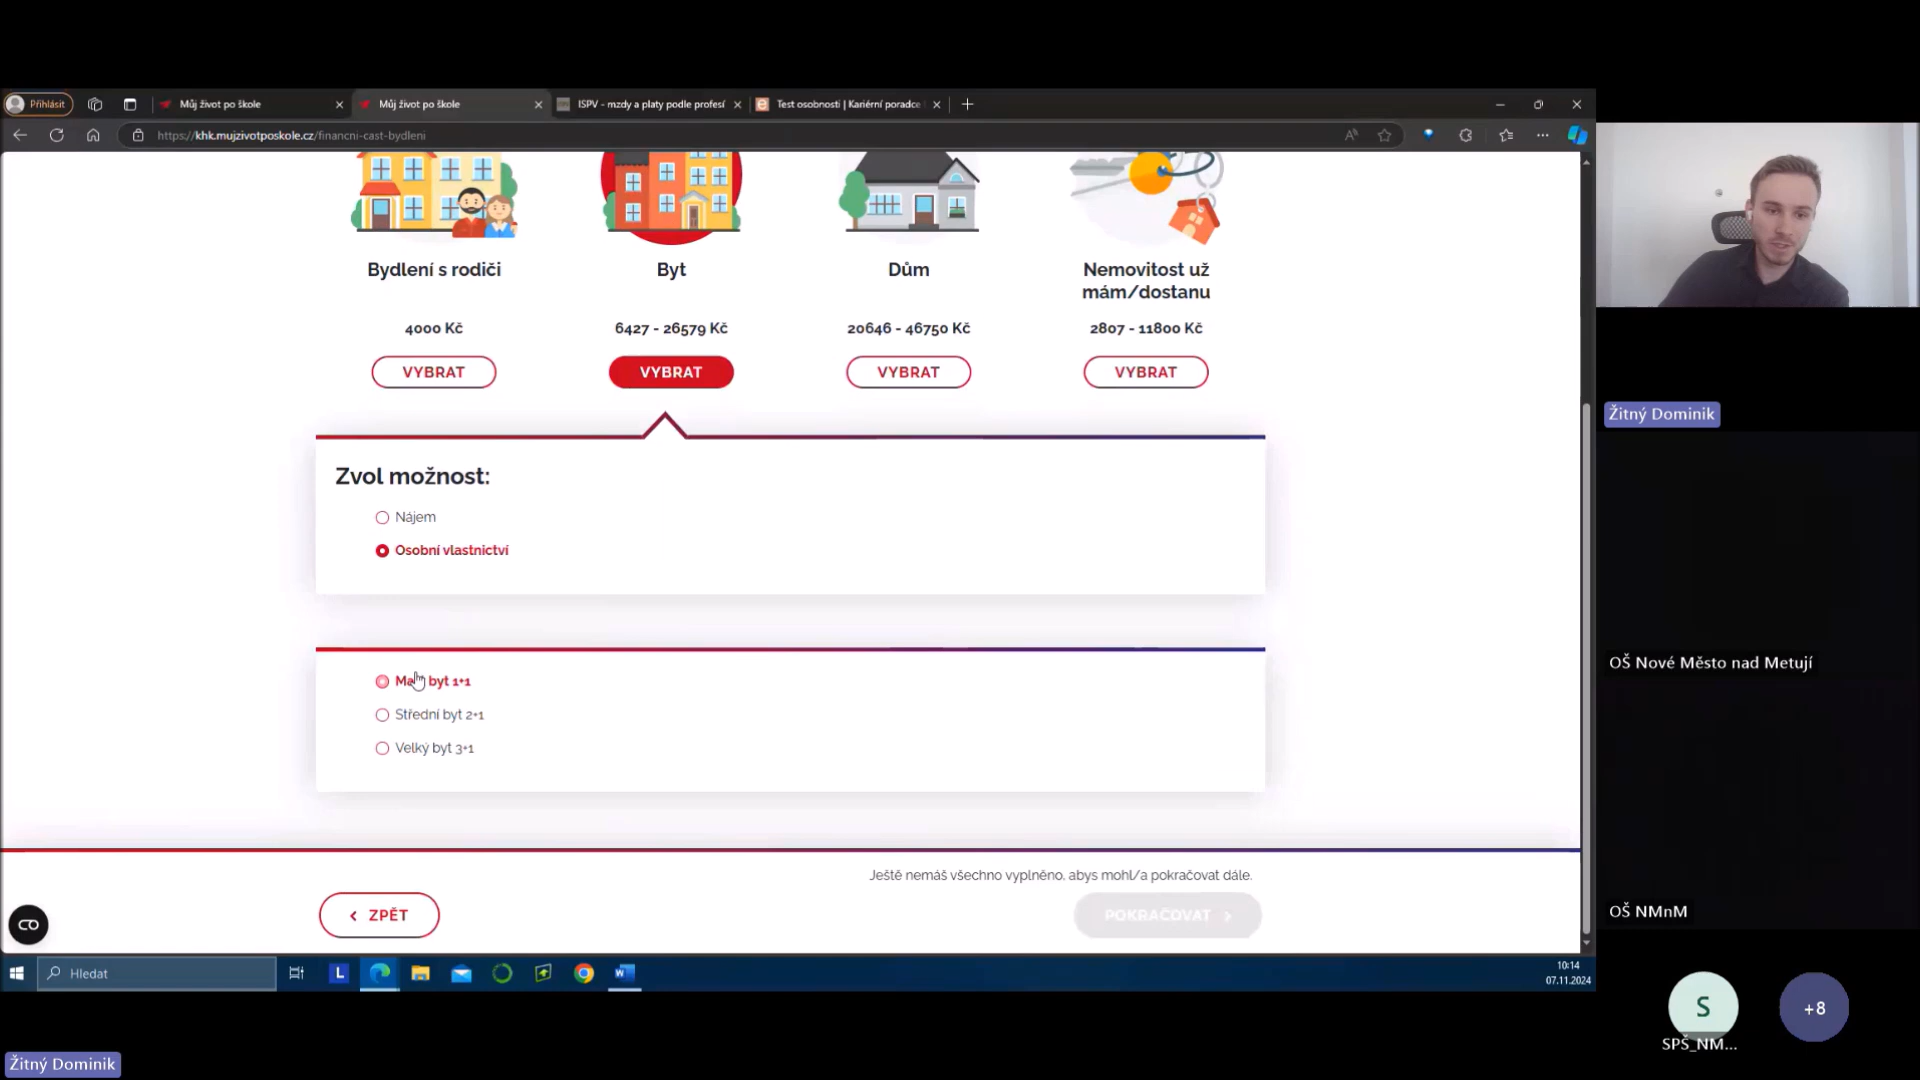 Přihlásit
Můj život po škole
Můj život po škole
ISPV - mzdy a platy podle profesí
Test osobnosti | Kariérní poradce
https://khk.mujzivotposkole.cz/financni-cast-bydleni
Bydlení s rodiči
Byt
Dům
Nemovitost už
mám/dostanu
4000 Kč
6427 - 26579 Kč
20646 - 46750 Kč
2807 - 11800 Kč
VYBRAT
VYBRAT
VYBRAT
VYBRAT
Zvol možnost:
Nájem
Osobní vlastnictví
byt 1+1
Střední byt 2+1
Velký byt 3+1
Ještě nemáš všechno vyplněno, abys mohl/a pokračovat dále.
ZPĚT
POKRAČOVAT
Hledat
L
10:14
07.11.2024
Žitný Dominik
OŠ Nové Město nad Metují
OŠ NMnM
S
+8
SPŠ_NM...
Žitný Dominik